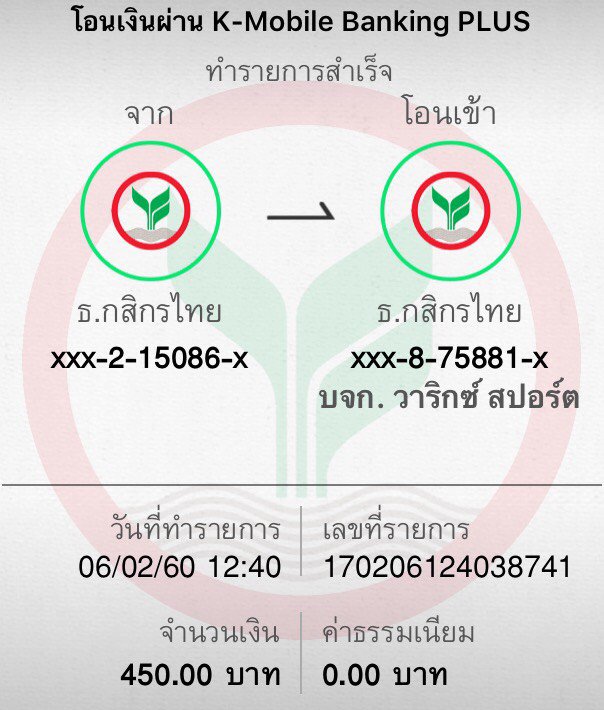 โอนเงินผ่าน K-Mobile Banking PLUS
ทำรายการสำเร็จ
จาก
โอนเข้า
ธ.กสิกรไทย
ธ.กสิกรไทย
xxx-2-15086-x
xxx-8-75881-x
บจก. วาริกซ์ สปอร์ต
วันที่ทำรายการ
เลขที่รายการ
06/02/60 12:40
170206124038741
จำนวนเงิน
ค่าธรรมเนียม
450.00 บาท
0.00 บาท